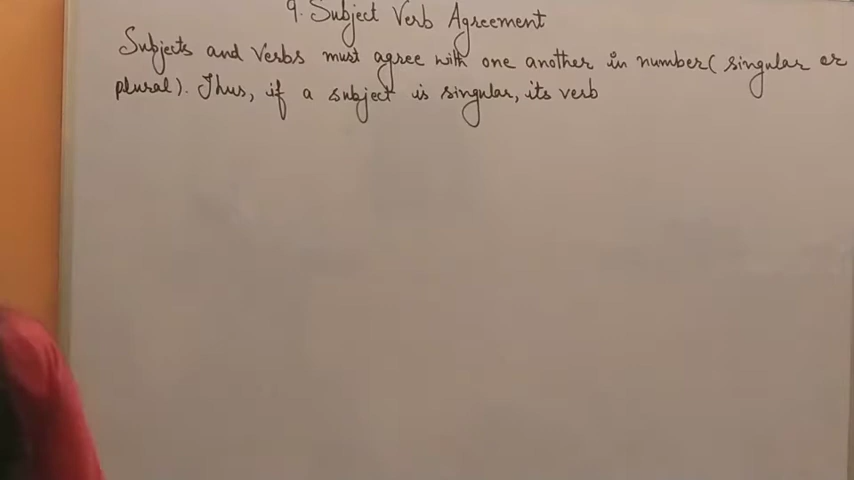 9. Subject Verb Agreement
Subjects and Verbs must agree with one another in number( singular or
plural). Thus, if a subject is singular, its verb